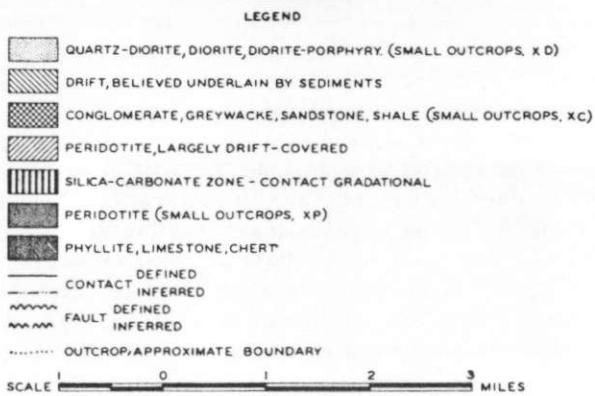 LEGEND
QUARTZ-DIORITE, DIORITE, DIORITE-PORPHYRY. (SMALL OUTCROPS, XD)
DRIFT, BELIEVED UNDERLAIN BY SEDIMENTS
CONGLOMERATE, GREYWACKE, SANDSTONE, SHALE (SMALL OUTCROPS, XC)
PERIDOTITE, LARGELY DRIFT-COVERED
SILICA-CARBONATE ZONE - CONTACT GRADATIONAL
PERIDOTITE (SMALL OUTCROPS, XP)
PHYLLITE, LIMESTONE, CHERT
CONTACT DEFINED
INFERRED
FAULT DEFINED
INFERRED
OUTCROP, APPROXIMATE BOUNDARY
SCALE 1 0 1 2 3 MILES